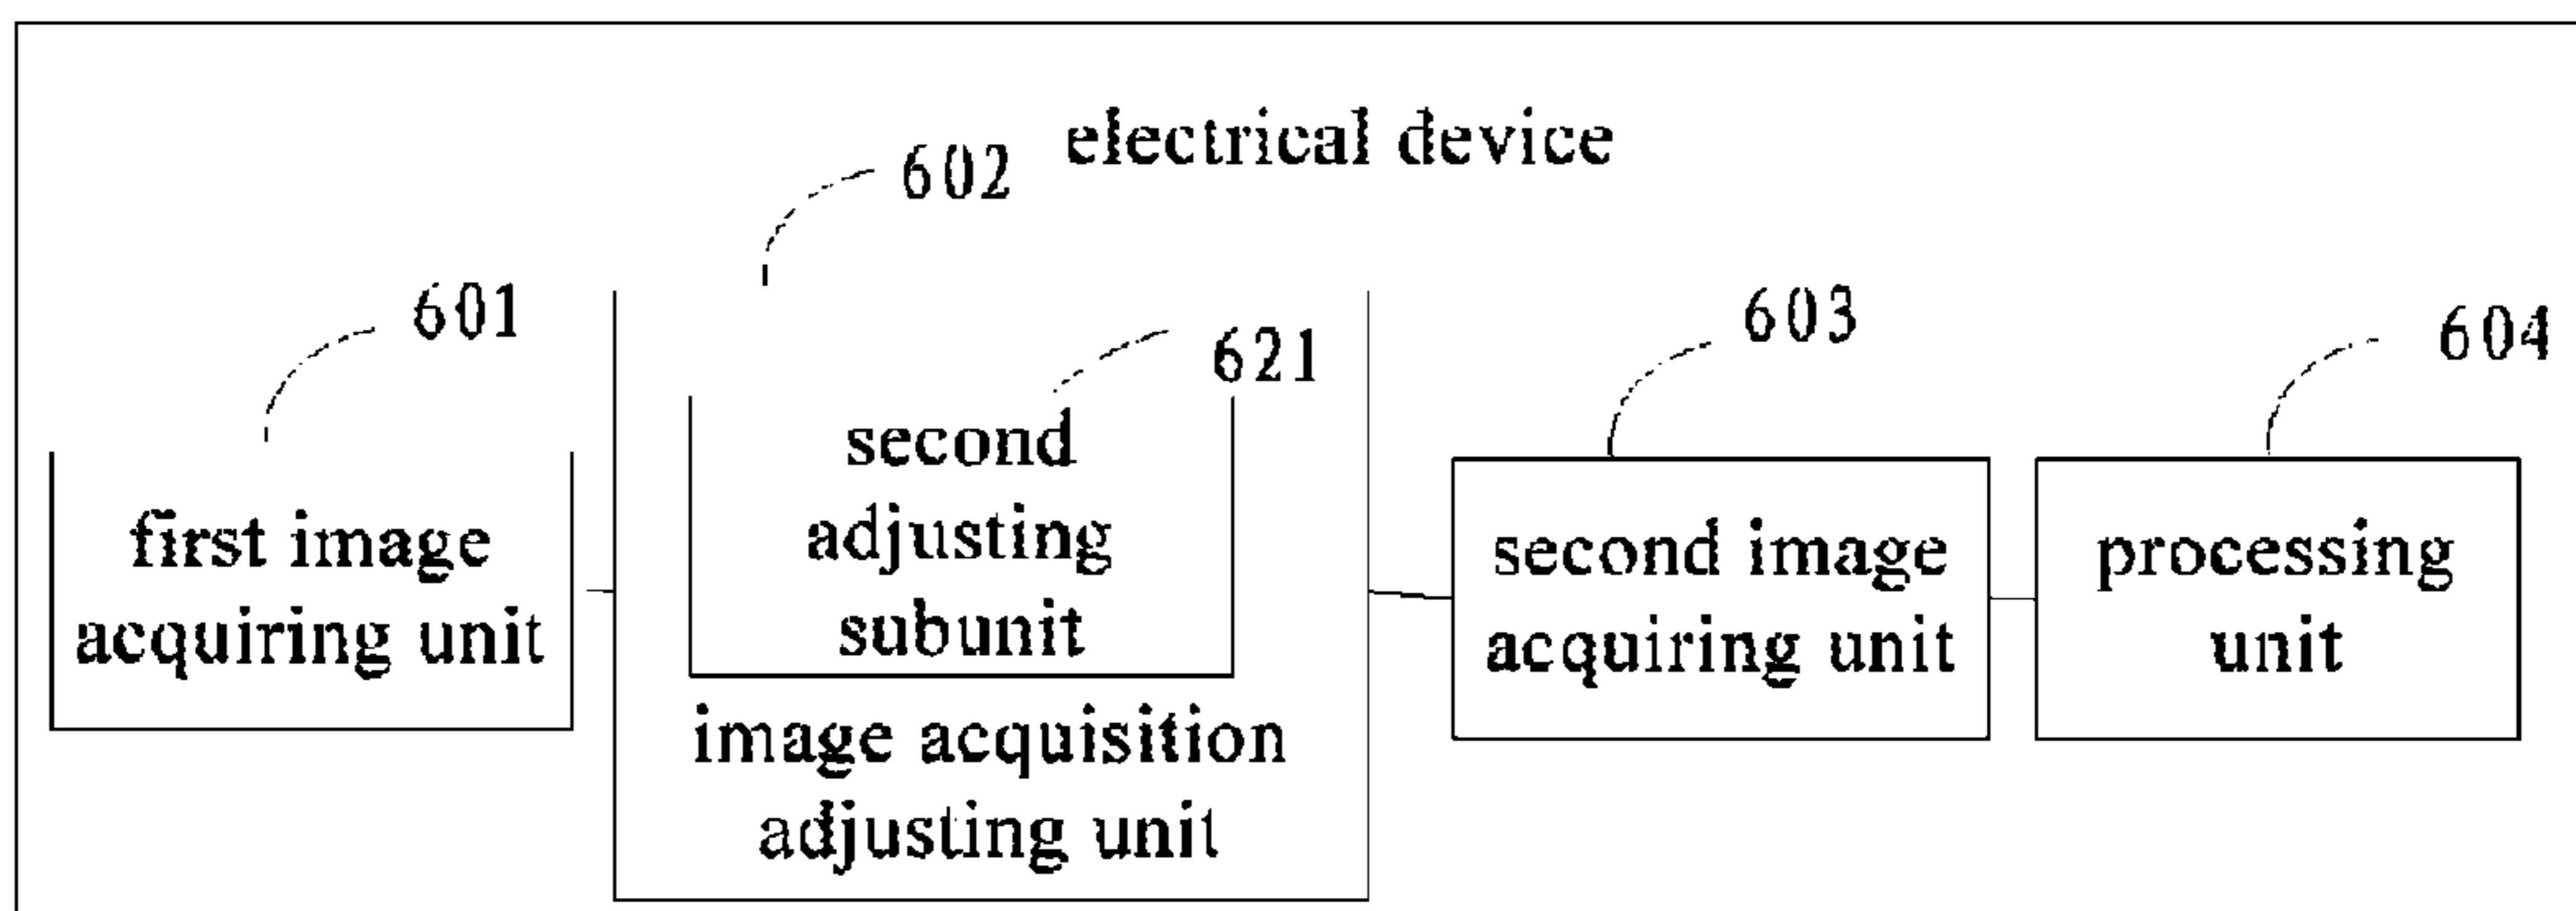 electrical device
602
601
621
603
604
first image
acquiring unit
second
adjusting
subunit
image acquisition
adjusting unit
second image
acquiring unit
processing
unit